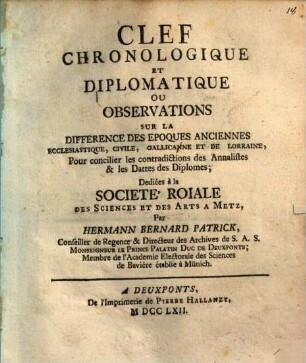 CLEF
CHRONOLOGIQUE
ET
DIPLOMATIQUE
OU
OBSERVATIONS
SUR LA
DIFFERENCE DES EPOQUES ANCIENNES
ECCLESIASTIQUE, CIVILE, GALLICANNE ET DE LORRAINE,
Pour concilier les contradictions des Annalistes
& les Dattes des Diplomes;
Dediées à la
SOCIETE' ROIALE
DES SCIENCES ET DES ARTS A METZ,
Par
HERMANN BERNARD PATRICK,
Conseiller de Regence & Directeur des Archives de S. A. S.
MONSEIGNEUR LE PRINCE PALATIN DUC DE DEUXPONTS;
Membre de l'Academie Electorale des Sciences
de Baviére établie à Münich.
A DEUXPONTS,
De l'Imprimerie de PIERRE HALLANZY,
M DCC LXII.